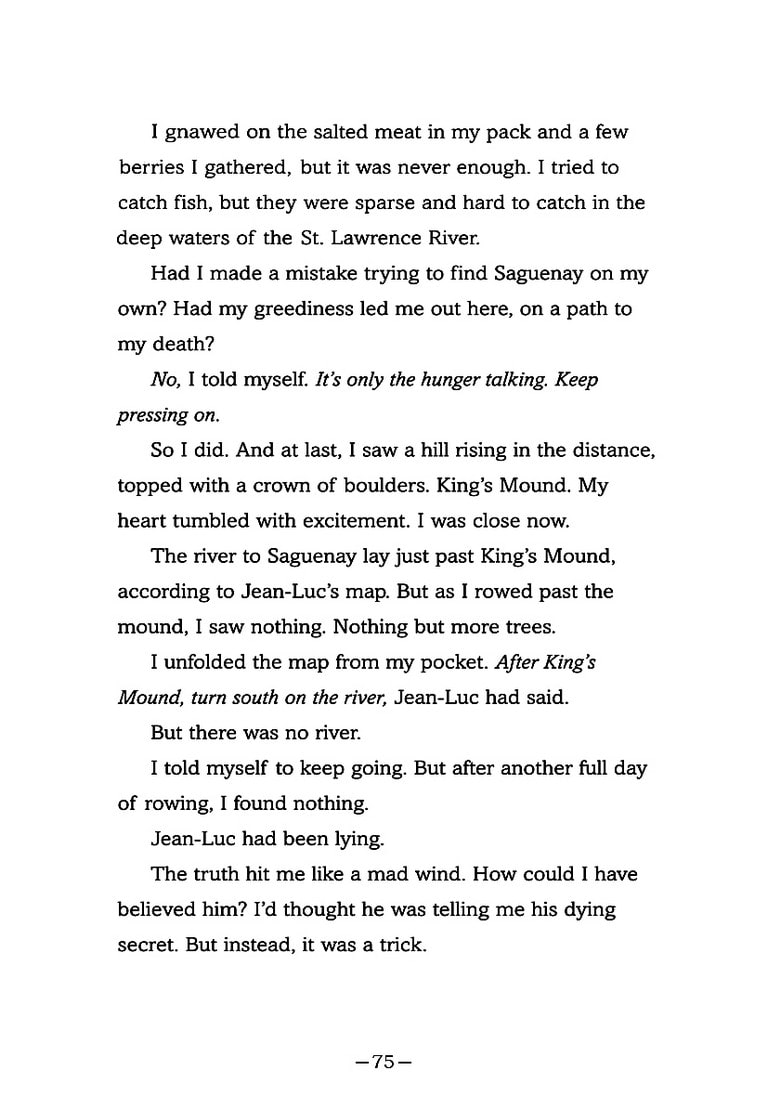 I gnawed on the salted meat in my pack and a few
berries I gathered, but it was never enough. I tried to
catch fish, but they were sparse and hard to catch in the
deep waters of the St. Lawrence River.
Had I made a mistake trying to find Saguenay on my
own? Had my greediness led me out here, on a path to
my death?
No, I told myself. It's only the hunger talking. Keep
pressing on.
So I did. And at last, I saw a hill rising in the distance,
topped with a crown of boulders. King's Mound. My
heart tumbled with excitement. I was close now.
The river to Saguenay lay just past King's Mound,
according to Jean-Luc's map. But as I rowed past the
mound, I saw nothing. Nothing but more trees.
I unfolded the map from my pocket. After King's
Mound, turn south on the river, Jean-Luc had said.
But there was no river.
I told myself to keep going. But after another full day
of rowing, I found nothing.
Jean-Luc had been lying.
The truth hit me like a mad wind. How could I have
believed him? I'd thought he was telling me his dying
secret. But instead, it was a trick.
—75—